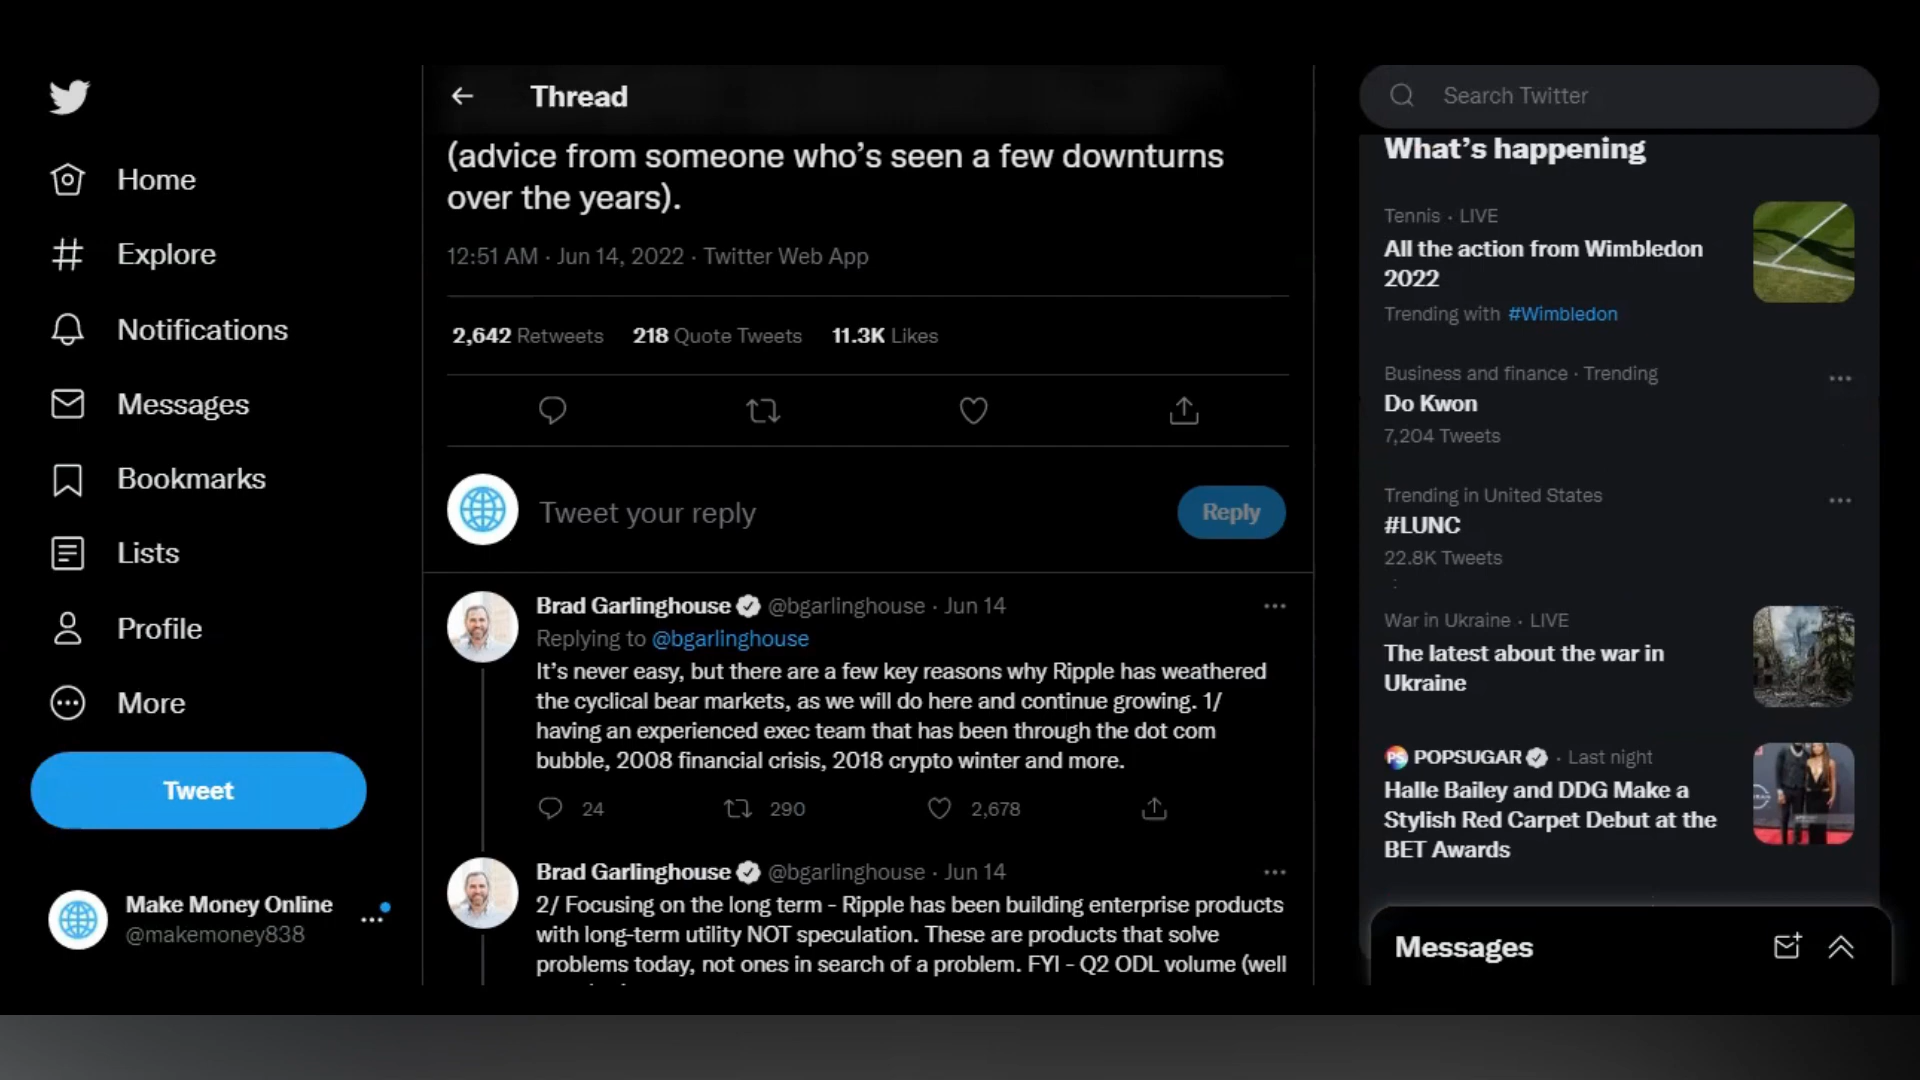 Thread
(advice from someone who's seen a few downturns
over the years).
12:51 AM · Jun 14, 2022 · Twitter Web App
2,642 Retweets 218 Quote Tweets 11.3K Likes
Tweet your reply
Reply
Brad Garlinghouse @bgarlinghouse · Jun 14
Replying to @bgarlinghouse
It's never easy, but there are a few key reasons why Ripple has weathered
the cyclical bear markets, as we will do here and continue growing. 1/
having an experienced exec team that has been through the dot com
bubble, 2008 financial crisis, 2018 crypto winter and more.
24 290 2,678
Brad Garlinghouse @bgarlinghouse · Jun 14
2/ Focusing on the long term - Ripple has been building enterprise products
with long-term utility NOT speculation. These are products that solve
problems today, not ones in search of a problem. FYI - Q2 ODL volume (well
Home
Explore
Notifications
Messages
Bookmarks
Lists
Profile
More
Tweet
Make Money Online
@makemoney838
Search Twitter
What's happening
Tennis · LIVE
All the action from Wimbledon
2022
Trending with #Wimbledon
Business and finance · Trending
Do Kwon
7,204 Tweets
Trending in United States
#LUNC
22.8K Tweets
War in Ukraine · LIVE
The latest about the war in
Ukraine
PS POPSUGAR · Last night
Halle Bailey and DDG Make a
Stylish Red Carpet Debut at the
BET Awards
Messages